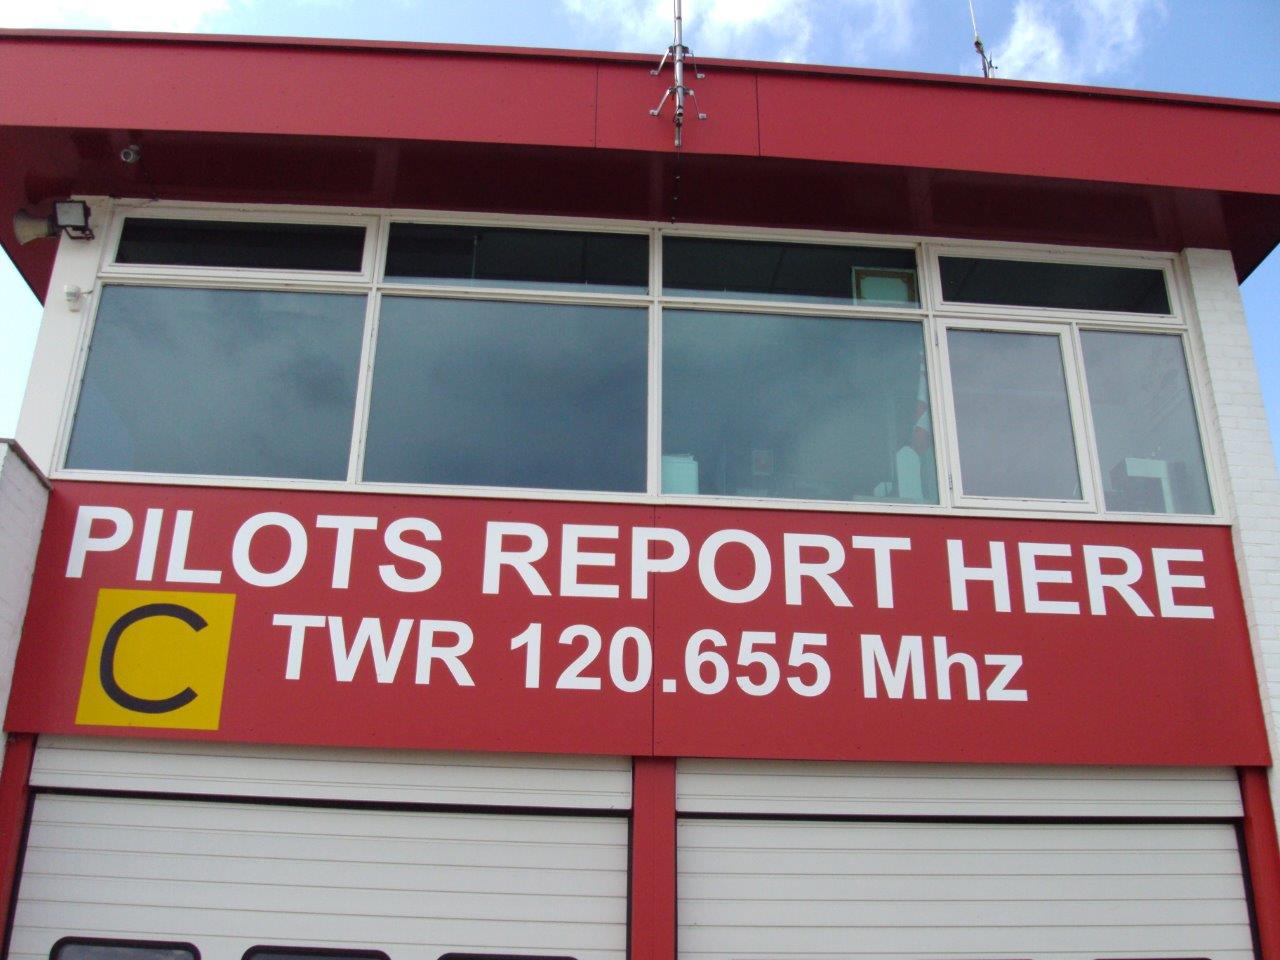 PILOTS REPORT HERE
C
TWR 120.655 Mhz